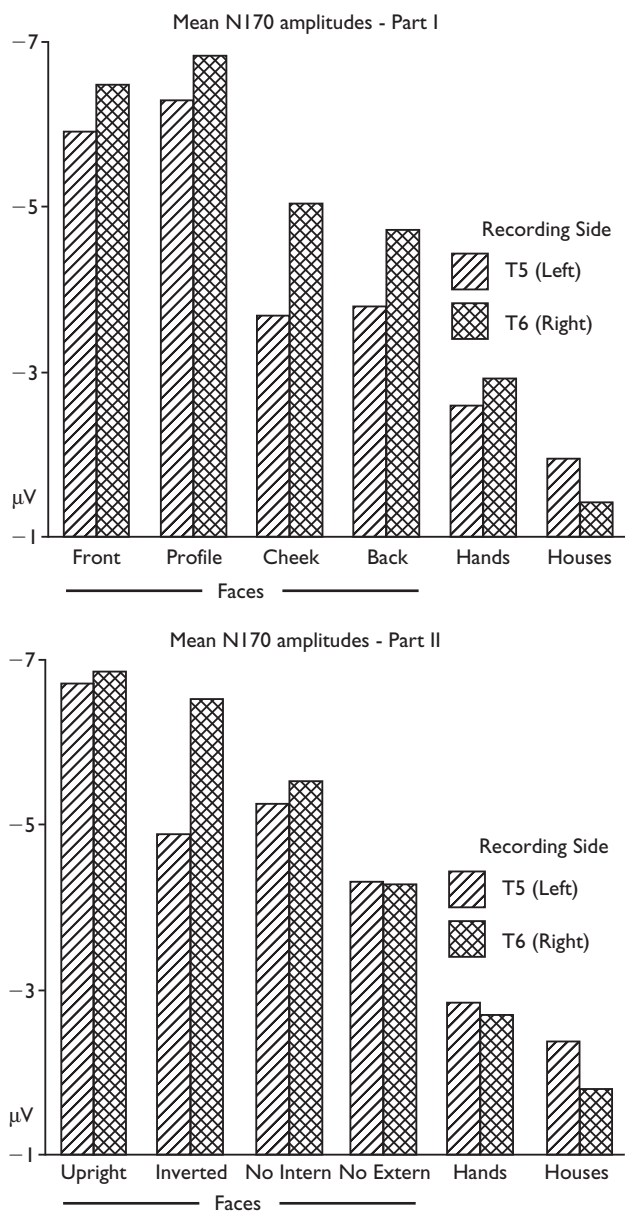 Mean N170 amplitudes - Part I
−7
−5
−3
μV
−1
Recording Side
T5 (Left)
T6 (Right)
Front Profile Cheek Back Hands Houses
Faces
Mean N170 amplitudes - Part II
−7
−5
−3
μV
−1
Recording Side
T5 (Left)
T6 (Right)
Upright Inverted No Intern No Extern Hands Houses
Faces